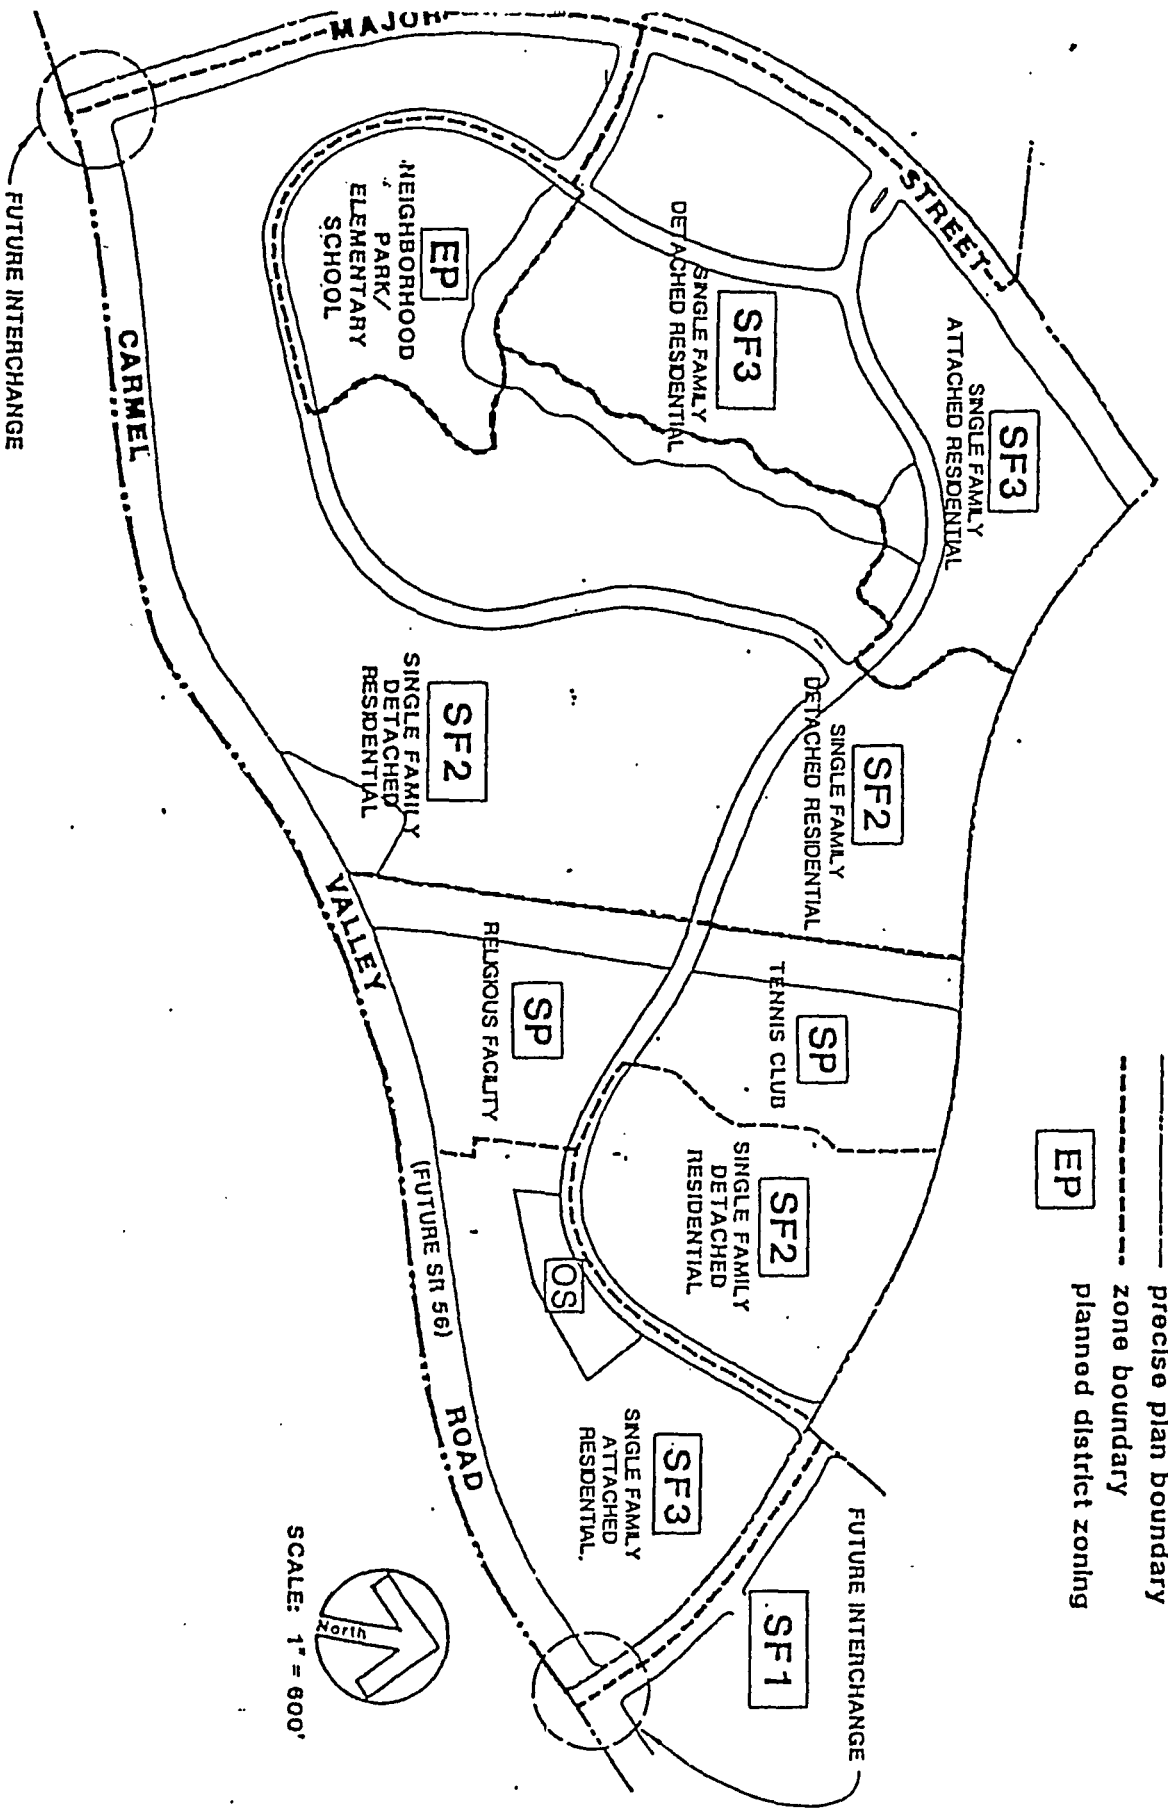 precise plan boundary
zone boundary
EP
planned district zoning
MAJOR
STREET
SF3
SINGLE FAMILY
ATTACHED RESIDENTIAL
SF3
SINGLE FAMILY
DETACHED RESIDENTIAL
EP
NEIGHBORHOOD
PARK/
ELEMENTARY
SCHOOL
SF2
SINGLE FAMILY
DETACHED RESIDENTIAL
SF2
SINGLE FAMILY
DETACHED
RESIDENTIAL
SP
TENNIS CLUB
SP
RELIGIOUS FACILITY
SF2
SINGLE FAMILY
DETACHED
RESIDENTIAL
OS
SF3
SINGLE FAMILY
ATTACHED
RESIDENTIAL
SF1
FUTURE INTERCHANGE
FUTURE INTERCHANGE
CARMEL
VALLEY
(FUTURE SR 56)
ROAD
North
SCALE: 1" = 600'